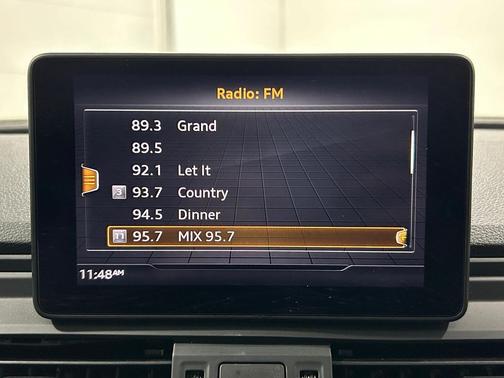 Radio: FM
89.3 Grand
89.5
92.1 Let It
3 93.7 Country
94.5 Dinner
11 95.7 MIX 95.7
11:48AM